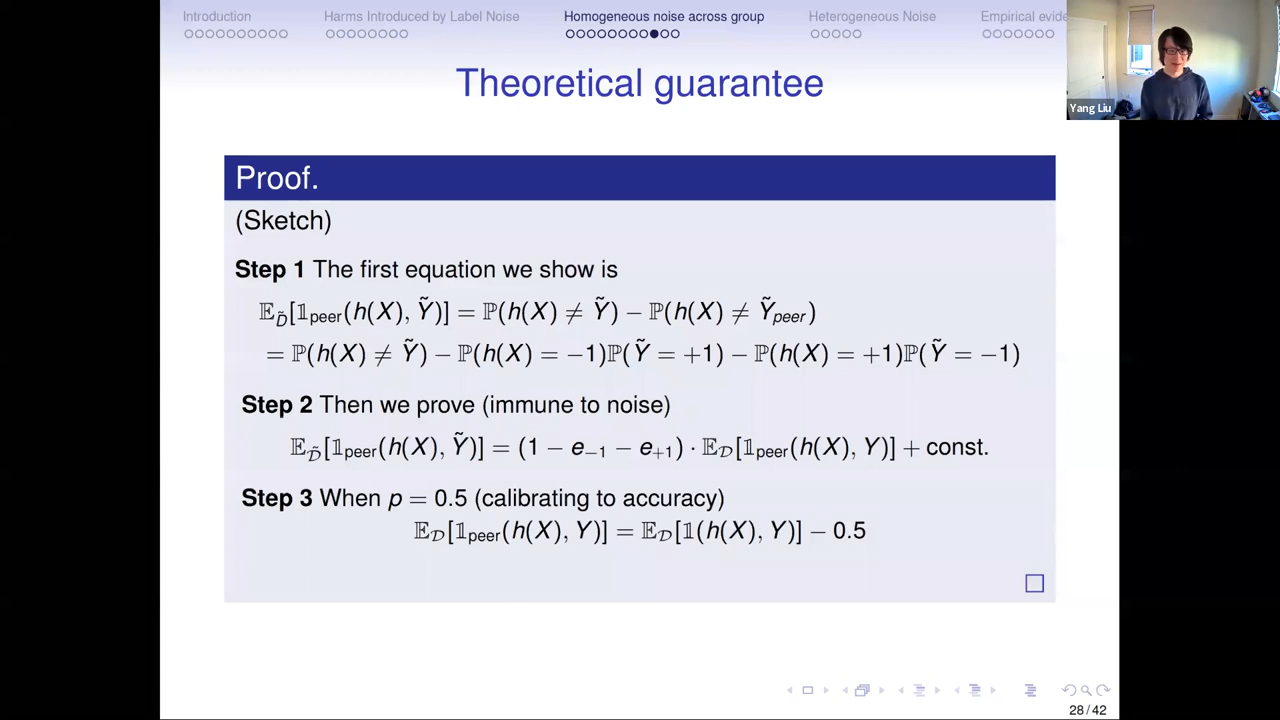 Introduction
Harms Introduced by Label Noise
Homogeneous noise across group
Heterogeneous Noise
Empirical evide
Yang Liu
Theoretical guarantee
Proof.
(Sketch)
Step 1 The first equation we show is
𝔼_D̃[𝟙_peer(h(X), Ỹ)] = ℙ(h(X) ≠ Ỹ) − ℙ(h(X) ≠ Ỹ_peer)
= ℙ(h(X) ≠ Ỹ) − ℙ(h(X) = −1)ℙ(Ỹ = +1) − ℙ(h(X) = +1)ℙ(Ỹ = −1)
Step 2 Then we prove (immune to noise)
𝔼_D̃[𝟙_peer(h(X), Ỹ)] = (1 − e_−1 − e_+1) · 𝔼_𝒟[𝟙_peer(h(X), Y)] + const.
Step 3 When p = 0.5 (calibrating to accuracy)
𝔼_𝒟[𝟙_peer(h(X), Y)] = 𝔼_𝒟[𝟙(h(X), Y)] − 0.5
28 / 42